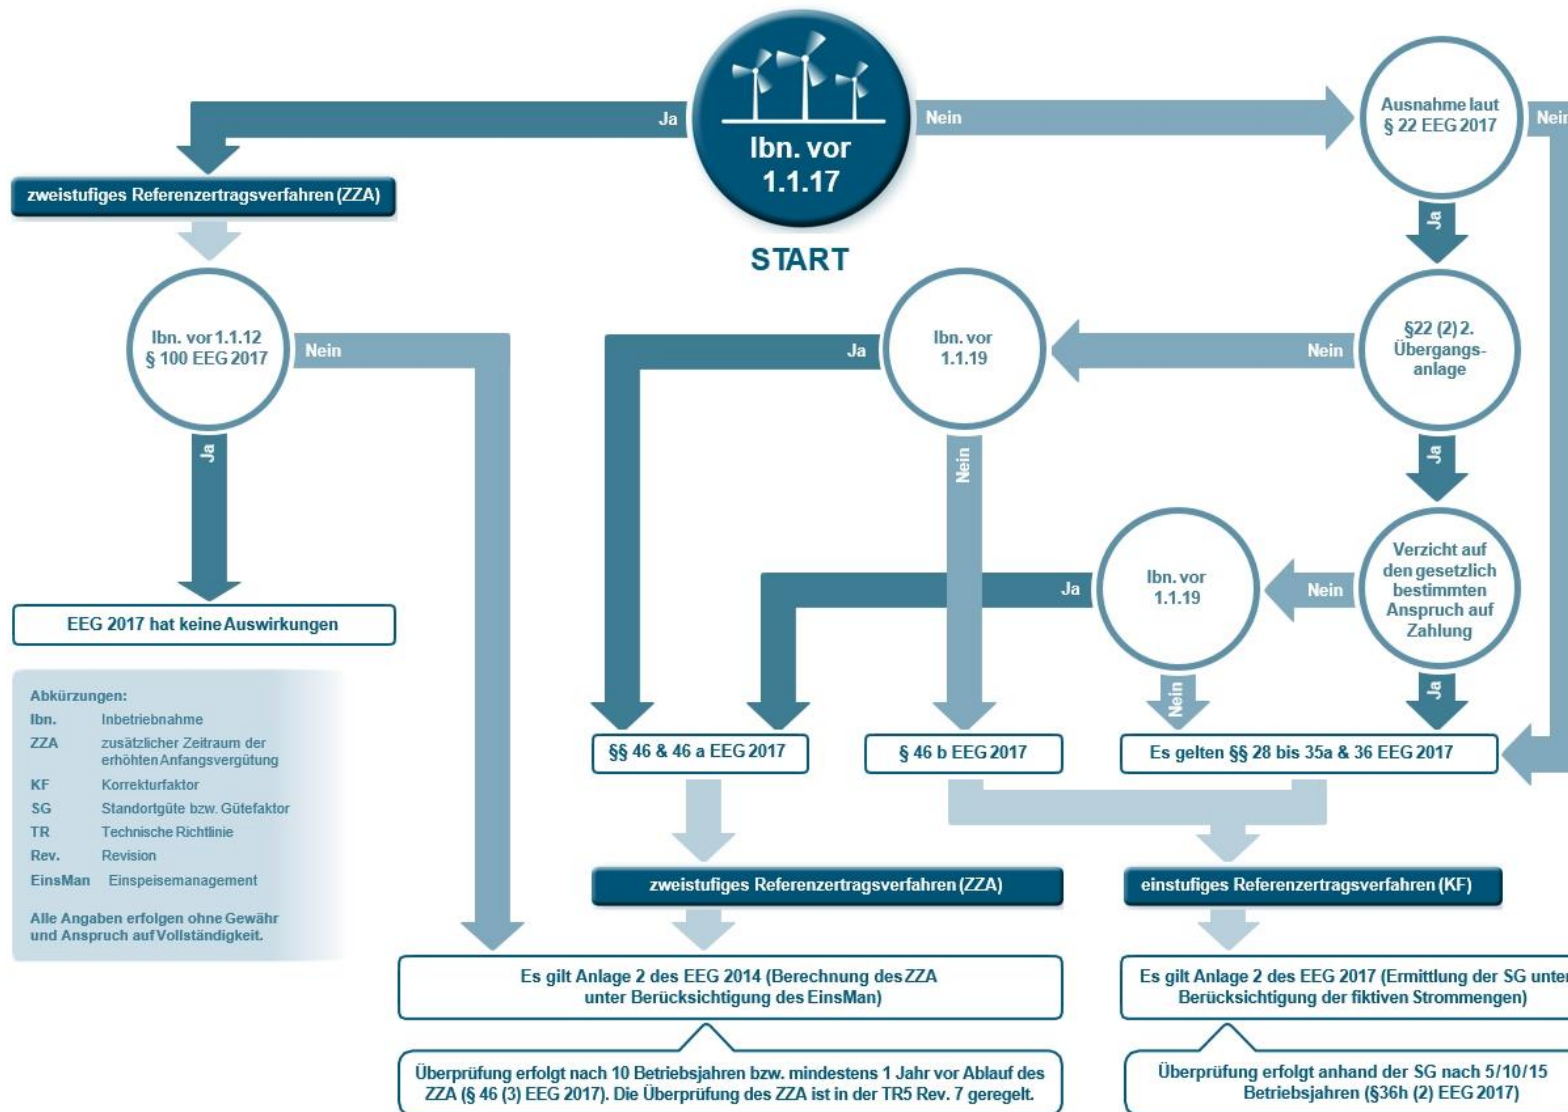 Ja
Ibn. vor
1.1.17
START
Nein
Ausnahme laut
§ 22 EEG 2017
Nein
zweistufiges Referenzertragsverfahren (ZZA)
Ja
Ibn. vor 1.1.12
§ 100 EEG 2017
Nein
Ja
Ibn. vor
1.1.19
Nein
§22 (2) 2.
Übergangs-
anlage
Ja
Nein
Ja
EEG 2017 hat keine Auswirkungen
Ja
Ibn. vor
1.1.19
Nein
Verzicht auf
den gesetzlich
bestimmten
Anspruch auf
Zahlung
Nein
Ja
Abkürzungen:
Ibn. Inbetriebnahme
ZZA zusätzlicher Zeitraum der
erhöhten Anfangsvergütung
KF Korrekturfaktor
SG Standortgüte bzw. Gütefaktor
TR Technische Richtlinie
Rev. Revision
EinsMan Einspeisemanagement
Alle Angaben erfolgen ohne Gewähr
und Anspruch auf Vollständigkeit.
§§ 46 & 46 a EEG 2017
§ 46 b EEG 2017
Es gelten §§ 28 bis 35a & 36 EEG 2017
zweistufiges Referenzertragsverfahren (ZZA)
einstufiges Referenzertragsverfahren (KF)
Es gilt Anlage 2 des EEG 2014 (Berechnung des ZZA
unter Berücksichtigung des EinsMan)
Es gilt Anlage 2 des EEG 2017 (Ermittlung der SG unter
Berücksichtigung der fiktiven Strommengen)
Überprüfung erfolgt nach 10 Betriebsjahren bzw. mindestens 1 Jahr vor Ablauf des
ZZA (§ 46 (3) EEG 2017). Die Überprüfung des ZZA ist in der TR5 Rev. 7 geregelt.
Überprüfung erfolgt anhand der SG nach 5/10/15
Betriebsjahren (§36h (2) EEG 2017)